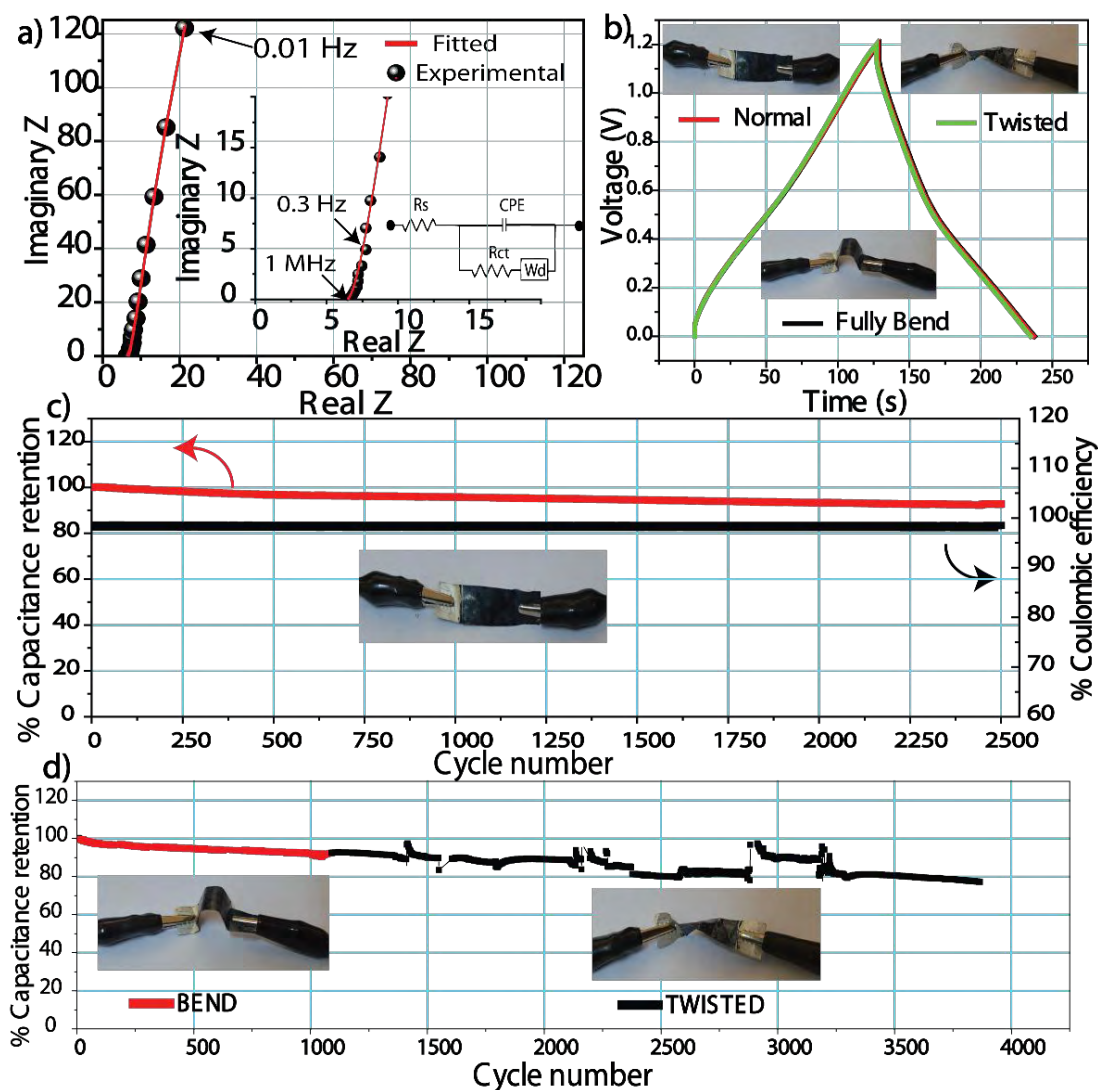 a)
120
100
80
60
40
20
0
Imaginary Z
0.01 Hz
Fitted
Experimental
15
10
5
0
Imaginary Z
0.3 Hz
1 MHz
Rs
CPE
Rct
Wd
0 5 10 15
Real Z
0 20 40 60 80 100 120
Real Z
b)
1.2
1.0
0.8
0.6
0.4
0.2
0.0
Voltage (V)
Normal
Twisted
Fully Bend
0 50 100 150 200 250
Time (s)
c)
120
100
80
60
40
20
0
% Capacitance retention
120
110
100
90
80
70
60
% Coulombic efficiency
0 250 500 750 1000 1250 1500 1750 2000 2250 2500
Cycle number
d)
120
100
80
60
40
20
0
% Capacitance retention
BEND
TWISTED
0 500 1000 1500 2000 2500 3000 3500 4000
Cycle number